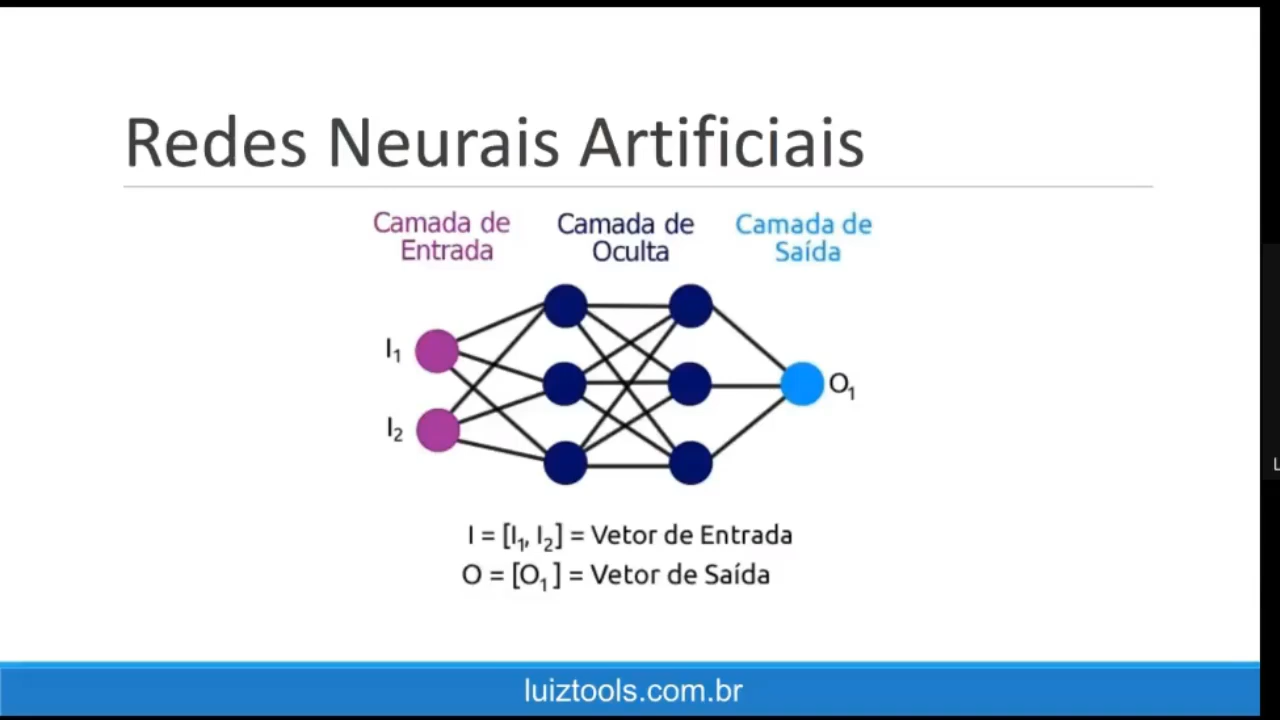 Redes Neurais Artificiais
Camada de Entrada
Camada de Oculta
Camada de Saída
I₁
I₂
O₁
I = [I₁, I₂] = Vetor de Entrada
O = [O₁ ] = Vetor de Saída
luiztools.com.br
L